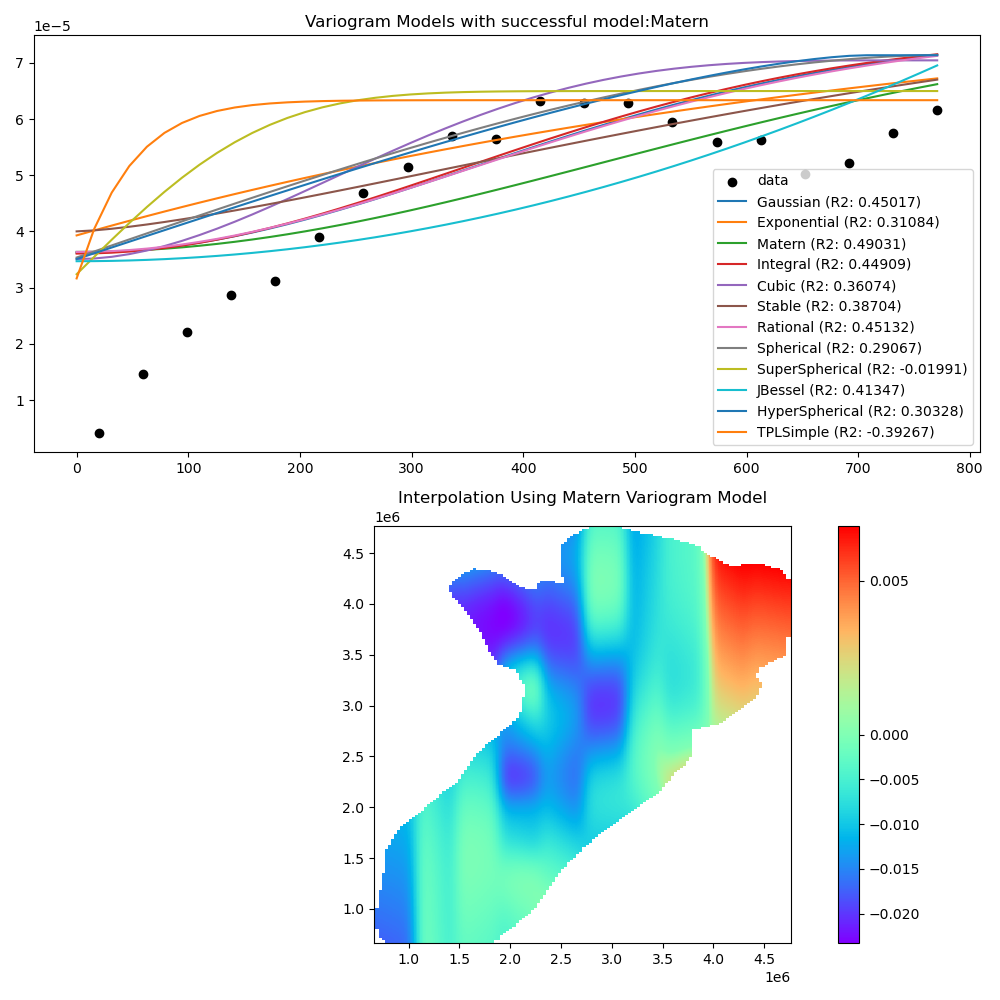 Variogram Models with successful model:Matern
1e−5
7
6
5
4
3
2
1
data
Gaussian (R2: 0.45017)
Exponential (R2: 0.31084)
Matern (R2: 0.49031)
Integral (R2: 0.44909)
Cubic (R2: 0.36074)
Stable (R2: 0.38704)
Rational (R2: 0.45132)
Spherical (R2: 0.29067)
SuperSpherical (R2: -0.01991)
JBessel (R2: 0.41347)
HyperSpherical (R2: 0.30328)
TPLSimple (R2: -0.39267)
0 100 200 300 400 500 600 700 800
Interpolation Using Matern Variogram Model
1e6
4.5
4.0
3.5
3.0
2.5
2.0
1.5
1.0
1.0 1.5 2.0 2.5 3.0 3.5 4.0 4.5
1e6
0.005
0.000
−0.005
−0.010
−0.015
−0.020